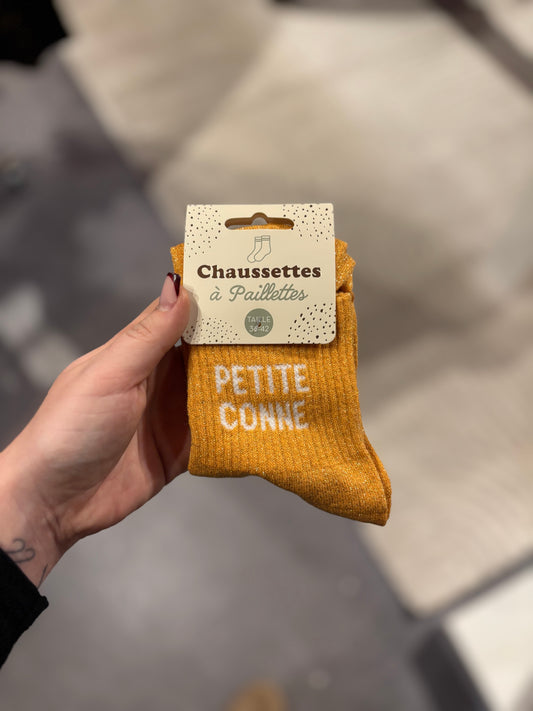 Chaussettes
à Paillettes
TAILLE
36-42
PETITE
CONNE